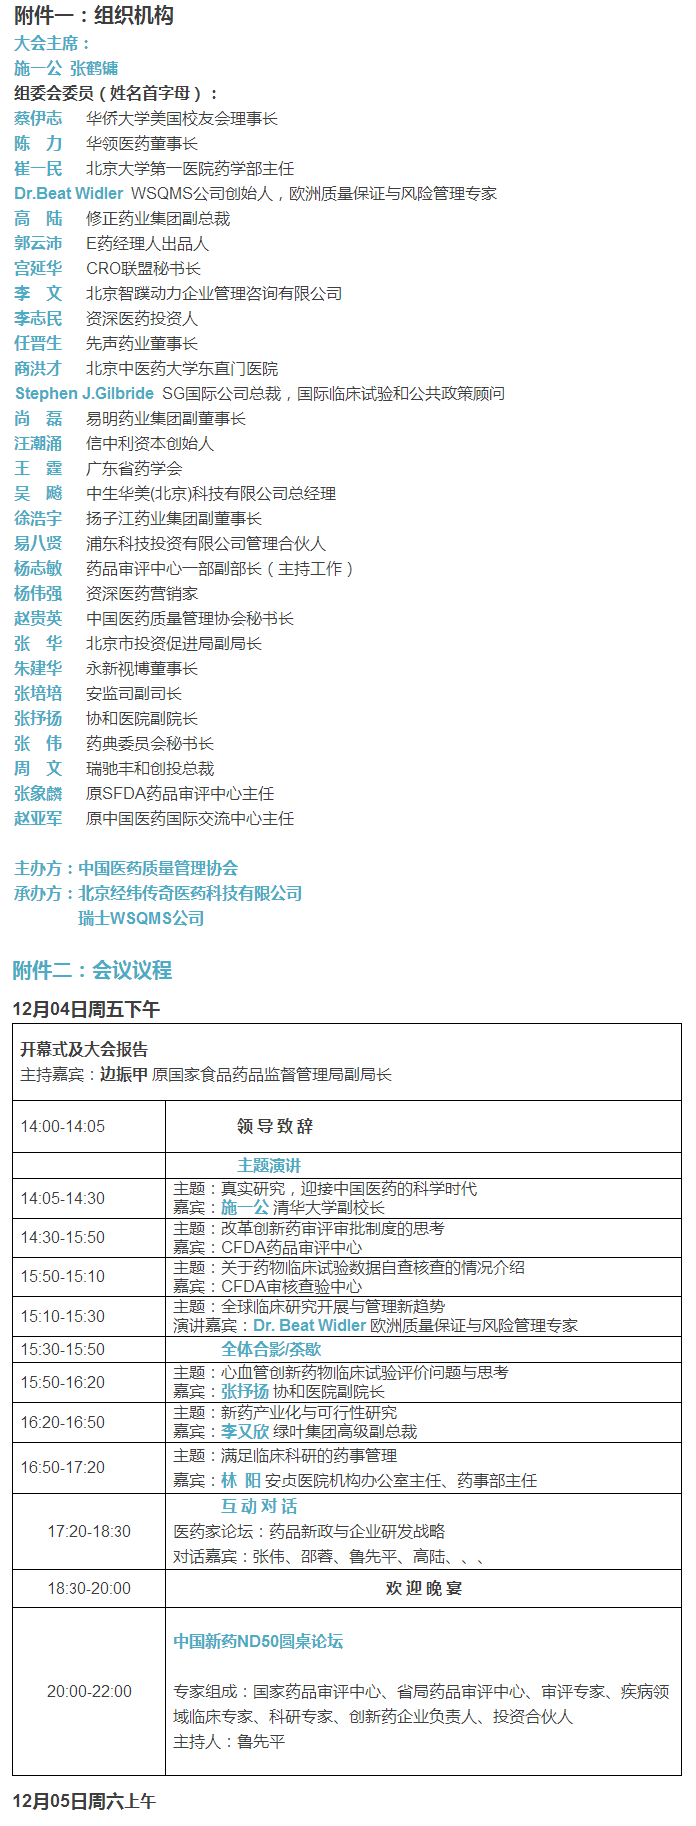 附件一：组织机构
大会主席：
施一公 张鹤镛
组委会委员（姓名首字母）：
蔡伊志 华侨大学美国校友会理事长
陈 力 华领医药董事长
崔一民 北京大学第一医院药学部主任
Dr.Beat Widler WSQMS公司创始人，欧洲质量保证与风险管理专家
高 陆 修正药业集团副总裁
郭云沛 E药经理人出品人
宫延华 CRO联盟秘书长
李 文 北京智蹼动力企业管理咨询有限公司
李志民 资深医药投资人
任晋生 先声药业董事长
商洪才 北京中医药大学东直门医院
Stephen J.Gilbride SG国际公司总裁，国际临床试验和公共政策顾问
尚 磊 易明药业集团副董事长
汪潮涌 信中利资本创始人
王 霆 广东省药学会
吴 飚 中生华美(北京)科技有限公司总经理
徐浩宇 扬子江药业集团副董事长
易八贤 浦东科技投资有限公司管理合伙人
杨志敏 药品审评中心一部副部长（主持工作）
杨伟强 资深医药营销家
赵贵英 中国医药质量管理协会秘书长
张 华 北京市投资促进局副局长
朱建华 永新视博董事长
张培培 安监司副司长
张抒扬 协和医院副院长
张 伟 药典委员会秘书长
周 文 瑞驰丰和创投总裁
张象麟 原SFDA药品审评中心主任
赵亚军 原中国医药国际交流中心主任
主办方：中国医药质量管理协会
承办方：北京经纬传奇医药科技有限公司
瑞士WSQMS公司
附件二：会议议程
12月04日周五下午
开幕式及大会报告
主持嘉宾：边振甲 原国家食品药品监督管理局副局长
14:00-14:05 领 导 致 辞
主题演讲
14:05-14:30 主题：真实研究，迎接中国医药的科学时代
嘉宾：施一公 清华大学副校长
14:30-15:50 主题：改革创新药审评审批制度的思考
嘉宾：CFDA药品审评中心
15:50-15:10 主题：关于药物临床试验数据自查核查的情况介绍
嘉宾：CFDA审核查验中心
15:10-15:30 主题：全球临床研究开展与管理新趋势
演讲嘉宾：Dr. Beat Widler 欧洲质量保证与风险管理专家
15:30-15:50 全体合影/茶歇
15:50-16:20 主题：心血管创新药物临床试验评价问题与思考
嘉宾：张抒扬 协和医院副院长
16:20-16:50 主题：新药产业化与可行性研究
嘉宾：李又欣 绿叶集团高级副总裁
16:50-17:20 主题：满足临床科研的药事管理
嘉宾：林 阳 安贞医院机构办公室主任、药事部主任
互 动 对 话
17:20-18:30 医药家论坛：药品新政与企业研发战略
对话嘉宾：张伟、邵蓉、鲁先平、高陆、、、
18:30-20:00 欢 迎 晚 宴
中国新药ND50圆桌论坛
20:00-22:00 专家组成：国家药品审评中心、省局药品审评中心、审评专家、疾病领
域临床专家、科研专家、创新药企业负责人、投资合伙人
主持人：鲁先平
12月05日周六上午